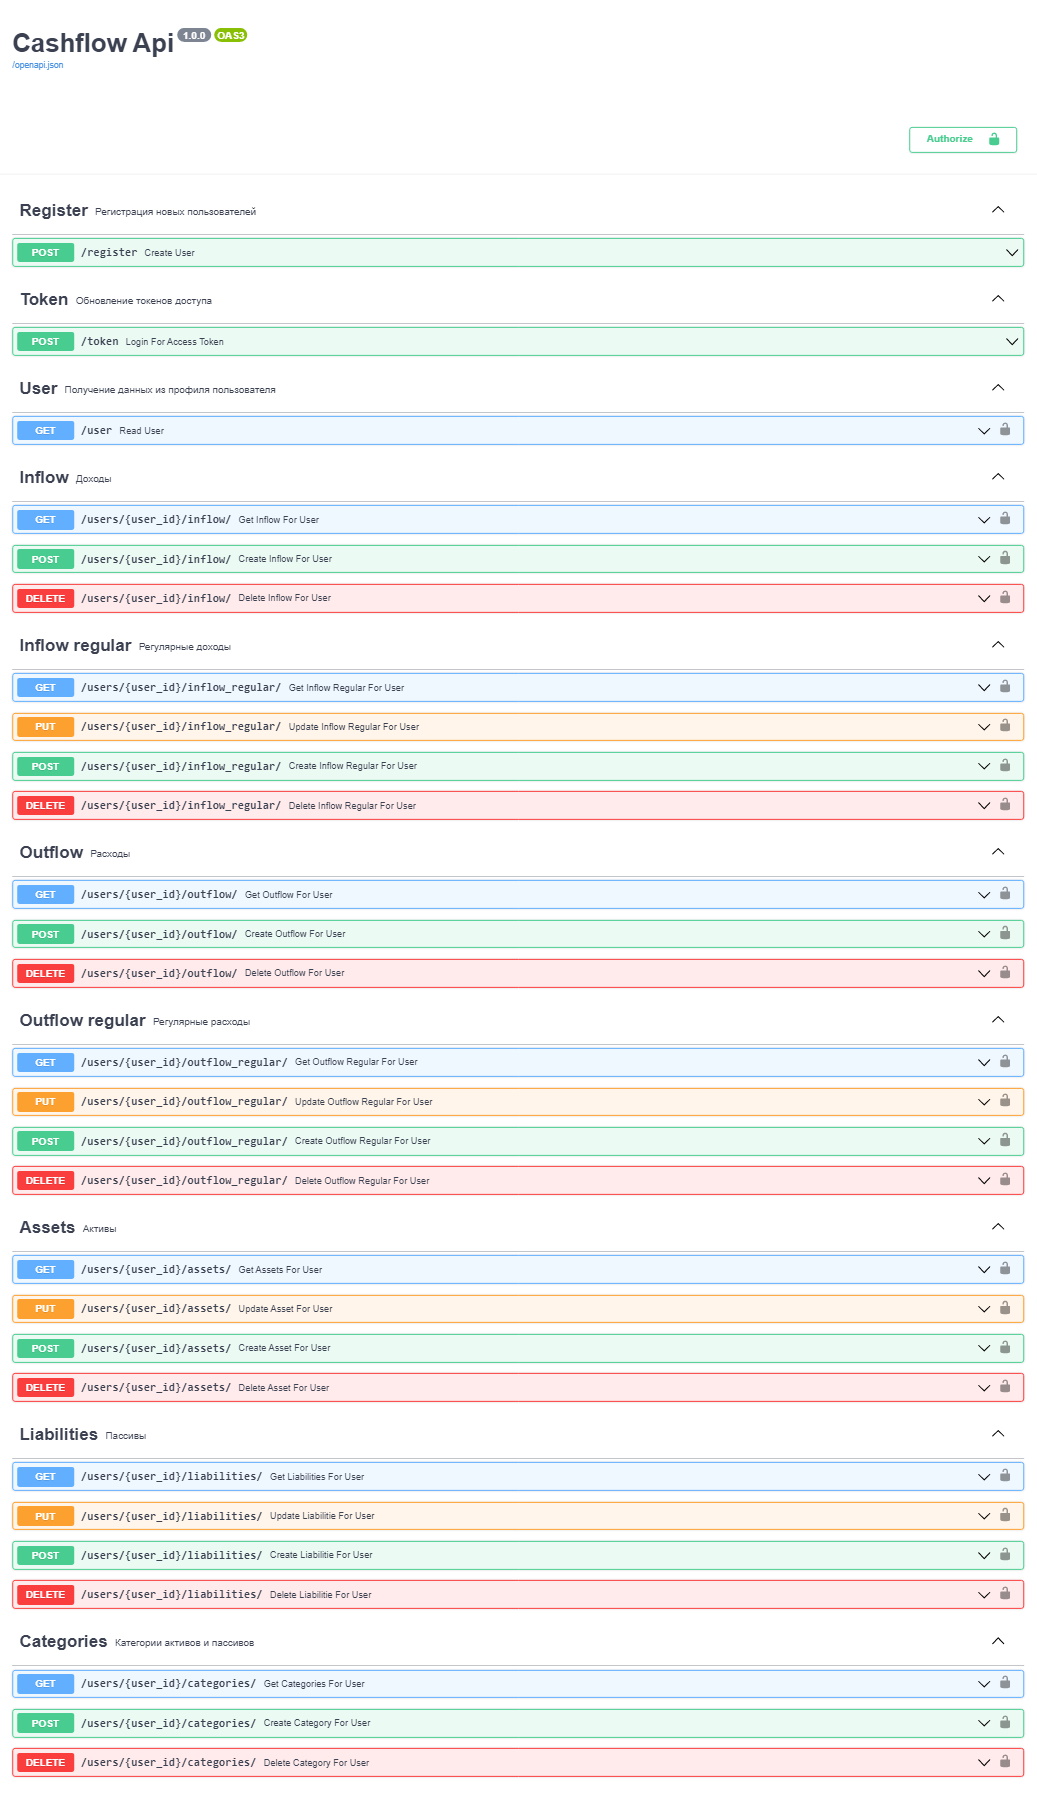 Cashflow Api 1.0.0 OAS3
/openapi.json
Authorize
Register Регистрация новых пользователей
POST /register Create User
Token Обновление токенов доступа
POST /token Login For Access Token
User Получение данных из профиля пользователя
GET /user Read User
Inflow Доходы
GET /users/{user_id}/inflow/ Get Inflow For User
POST /users/{user_id}/inflow/ Create Inflow For User
DELETE /users/{user_id}/inflow/ Delete Inflow For User
Inflow regular Регулярные доходы
GET /users/{user_id}/inflow_regular/ Get Inflow Regular For User
PUT /users/{user_id}/inflow_regular/ Update Inflow Regular For User
POST /users/{user_id}/inflow_regular/ Create Inflow Regular For User
DELETE /users/{user_id}/inflow_regular/ Delete Inflow Regular For User
Outflow Расходы
GET /users/{user_id}/outflow/ Get Outflow For User
POST /users/{user_id}/outflow/ Create Outflow For User
DELETE /users/{user_id}/outflow/ Delete Outflow For User
Outflow regular Регулярные расходы
GET /users/{user_id}/outflow_regular/ Get Outflow Regular For User
PUT /users/{user_id}/outflow_regular/ Update Outflow Regular For User
POST /users/{user_id}/outflow_regular/ Create Outflow Regular For User
DELETE /users/{user_id}/outflow_regular/ Delete Outflow Regular For User
Assets Активы
GET /users/{user_id}/assets/ Get Assets For User
PUT /users/{user_id}/assets/ Update Asset For User
POST /users/{user_id}/assets/ Create Asset For User
DELETE /users/{user_id}/assets/ Delete Asset For User
Liabilities Пассивы
GET /users/{user_id}/liabilities/ Get Liabilities For User
PUT /users/{user_id}/liabilities/ Update Liabilitie For User
POST /users/{user_id}/liabilities/ Create Liabilitie For User
DELETE /users/{user_id}/liabilities/ Delete Liabilitie For User
Categories Категории активов и пассивов
GET /users/{user_id}/categories/ Get Categories For User
POST /users/{user_id}/categories/ Create Category For User
DELETE /users/{user_id}/categories/ Delete Category For User